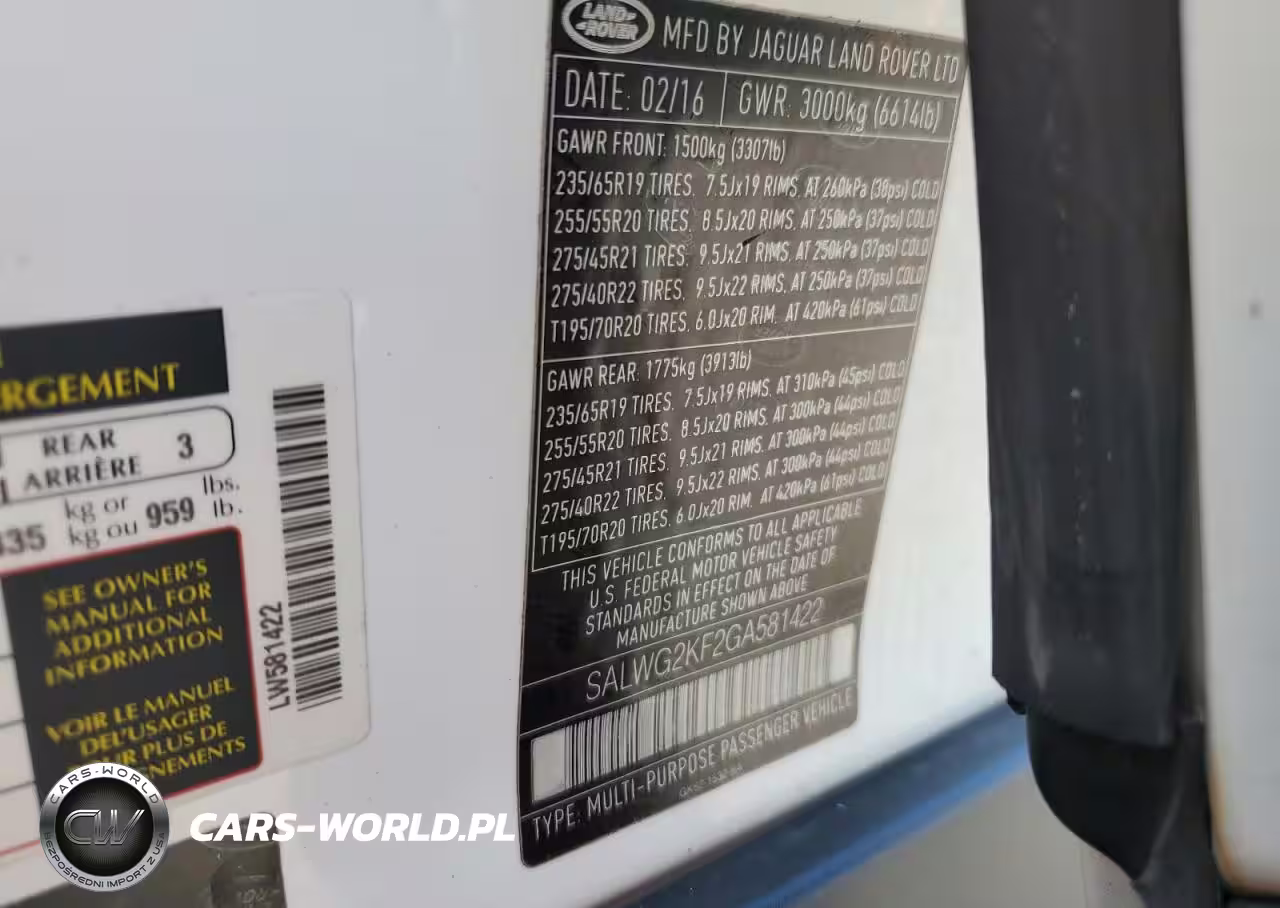 LAND
ROVER
MFD BY JAGUAR LAND ROVER LTD
DATE: 02/16
GWR: 3000kg (6614lb)
GAWR FRONT: 1500kg (3307lb)
235/65R19 TIRES, 7.5Jx19 RIMS, AT 260kPa (38psi) COLD
255/55R20 TIRES, 8.5Jx20 RIMS, AT 250kPa (37psi) COLD
275/45R21 TIRES, 9.5Jx21 RIMS, AT 250kPa (37psi) COLD
275/40R22 TIRES, 9.5Jx22 RIMS, AT 250kPa (37psi) COLD
T195/70R20 TIRES, 6.0Jx20 RIM, AT 420kPa (61psi) COLD
GAWR REAR: 1775kg (3913lb)
235/65R19 TIRES, 7.5Jx19 RIMS, AT 310kPa (45psi) COLD
255/55R20 TIRES, 8.5Jx20 RIMS, AT 300kPa (44psi) COLD
275/45R21 TIRES, 9.5Jx21 RIMS, AT 300kPa (44psi) COLD
275/40R22 TIRES, 9.5Jx22 RIMS, AT 300kPa (44psi) COLD
T195/70R20 TIRES, 6.0Jx20 RIM, AT 420kPa (61psi) COLD
THIS VEHICLE CONFORMS TO ALL APPLICABLE
U.S. FEDERAL MOTOR VEHICLE SAFETY
STANDARDS IN EFFECT ON THE DATE OF
MANUFACTURE SHOWN ABOVE
SALWG2KF2GA581422
TYPE: MULTI-PURPOSE PASSENGER VEHICLE
RGEMENT
REAR
ARRIÈRE 3
kg or
kg ou 959 lbs.
lb.
SEE OWNER'S
MANUAL FOR
ADDITIONAL
INFORMATION
VOIR LE MANUEL
DE L'USAGER
POUR PLUS DE
GNEMENTS
LW581422
CARS-WORLD
CW
BEZPOŚREDNI IMPORT Z USA
CARS-WORLD.PL